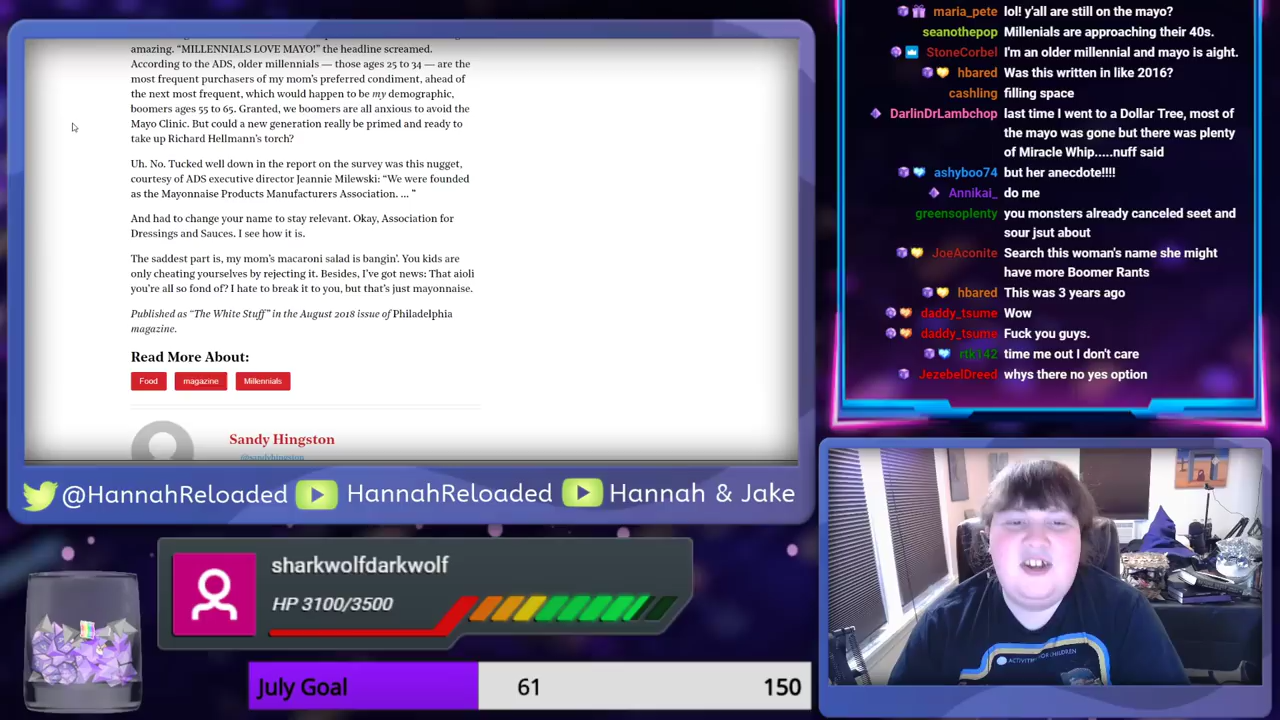 amazing. “MILLENNIALS LOVE MAYO!” the headline screamed.
According to the ADS, older millennials — those ages 25 to 34 — are the
most frequent purchasers of my mom’s preferred condiment, ahead of
the next most frequent, which would happen to be my demographic,
boomers ages 55 to 65. Granted, we boomers are all anxious to avoid the
Mayo Clinic. But could a new generation really be primed and ready to
take up Richard Hellmann’s torch?
Uh. No. Tucked well down in the report on the survey was this nugget,
courtesy of ADS executive director Jeannie Milewski: “We were founded
as the Mayonnaise Products Manufacturers Association. … ”
And had to change your name to stay relevant. Okay, Association for
Dressings and Sauces. I see how it is.
The saddest part is, my mom’s macaroni salad is bangin’. You kids are
only cheating yourselves by rejecting it. Besides, I’ve got news: That aioli
you’re all so fond of? I hate to break it to you, but that’s just mayonnaise.
Published as “The White Stuff” in the August 2018 issue of Philadelphia
magazine.
Read More About:
Food magazine Millennials
Sandy Hingston
@sandyhingston
@HannahReloaded HannahReloaded Hannah & Jake
sharkwolfdarkwolf
HP 3100/3500
July Goal 61 150
maria_pete lol! y'all are still on the mayo?
seanothepop Millenials are approaching their 40s.
StoneCorbel I'm an older millennial and mayo is aight.
hbared Was this written in like 2016?
cashling filling space
DarlinDrLambchop last time I went to a Dollar Tree, most of
the mayo was gone but there was plenty
of Miracle Whip.....nuff said
ashyboo74 but her anecdote!!!!
Annikai_ do me
greensoplenty you monsters already canceled seet and
sour jsut about
JoeAconite Search this woman's name she might
have more Boomer Rants
hbared This was 3 years ago
daddy_tsume Wow
daddy_tsume Fuck you guys.
rtk142 time me out I don't care
JezebelDreed whys there no yes option